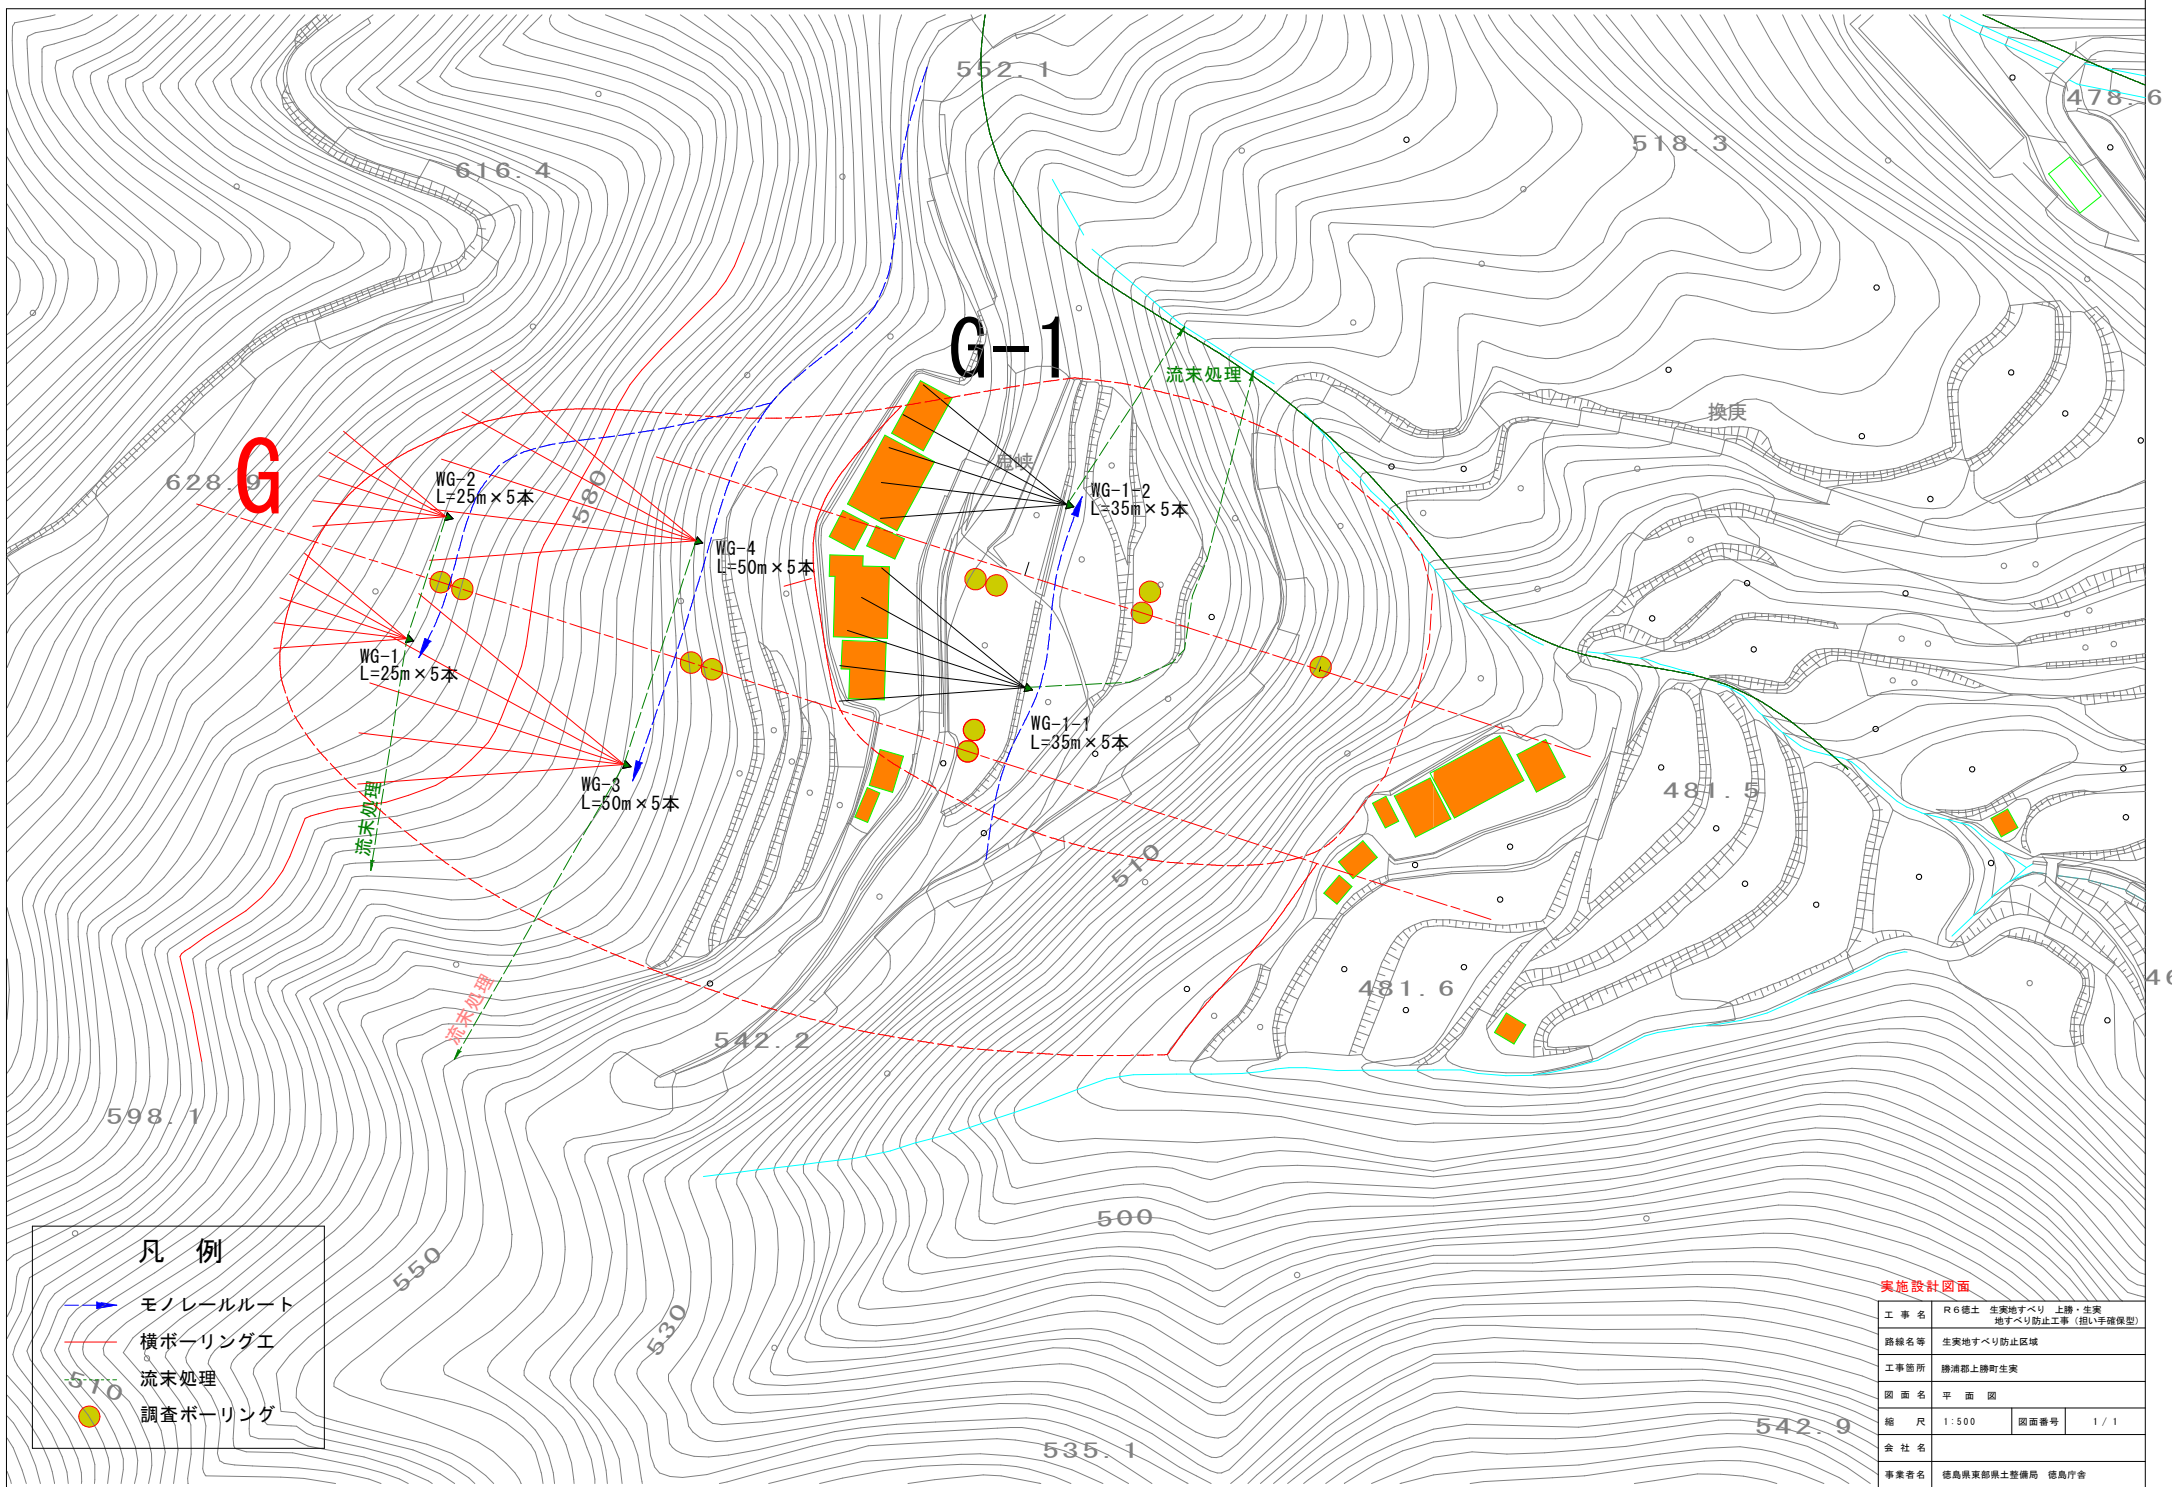 552.1
478.6
518.3
616.4
G-1
流末処理
換庚
G
628.9
580
鬼峡
WG-2
L=25m×5本
WG-1-2
L=35m×5本
WG-4
L=50m×5本
WG-1
L=25m×5本
WG-1-1
L=35m×5本
WG-3
L=50m×5本
流末処理
481.5
510
流末処理
481.6
46
542.2
598.1
500
550
530
凡 例
モノレールルート
横ボーリング工
流末処理
570
調査ボーリング
535.1
542.9
実施設計図面
工 事 名 R6徳土 生実地すべり 上勝・生実
地すべり防止工事(担い手確保型)
路線名等 生実地すべり防止区域
工事箇所 勝浦郡上勝町生実
図 面 名 平 面 図
縮 尺 1:500 図面番号 1/1
会 社 名
事業者名 徳島県東部県土整備局 徳島庁舎